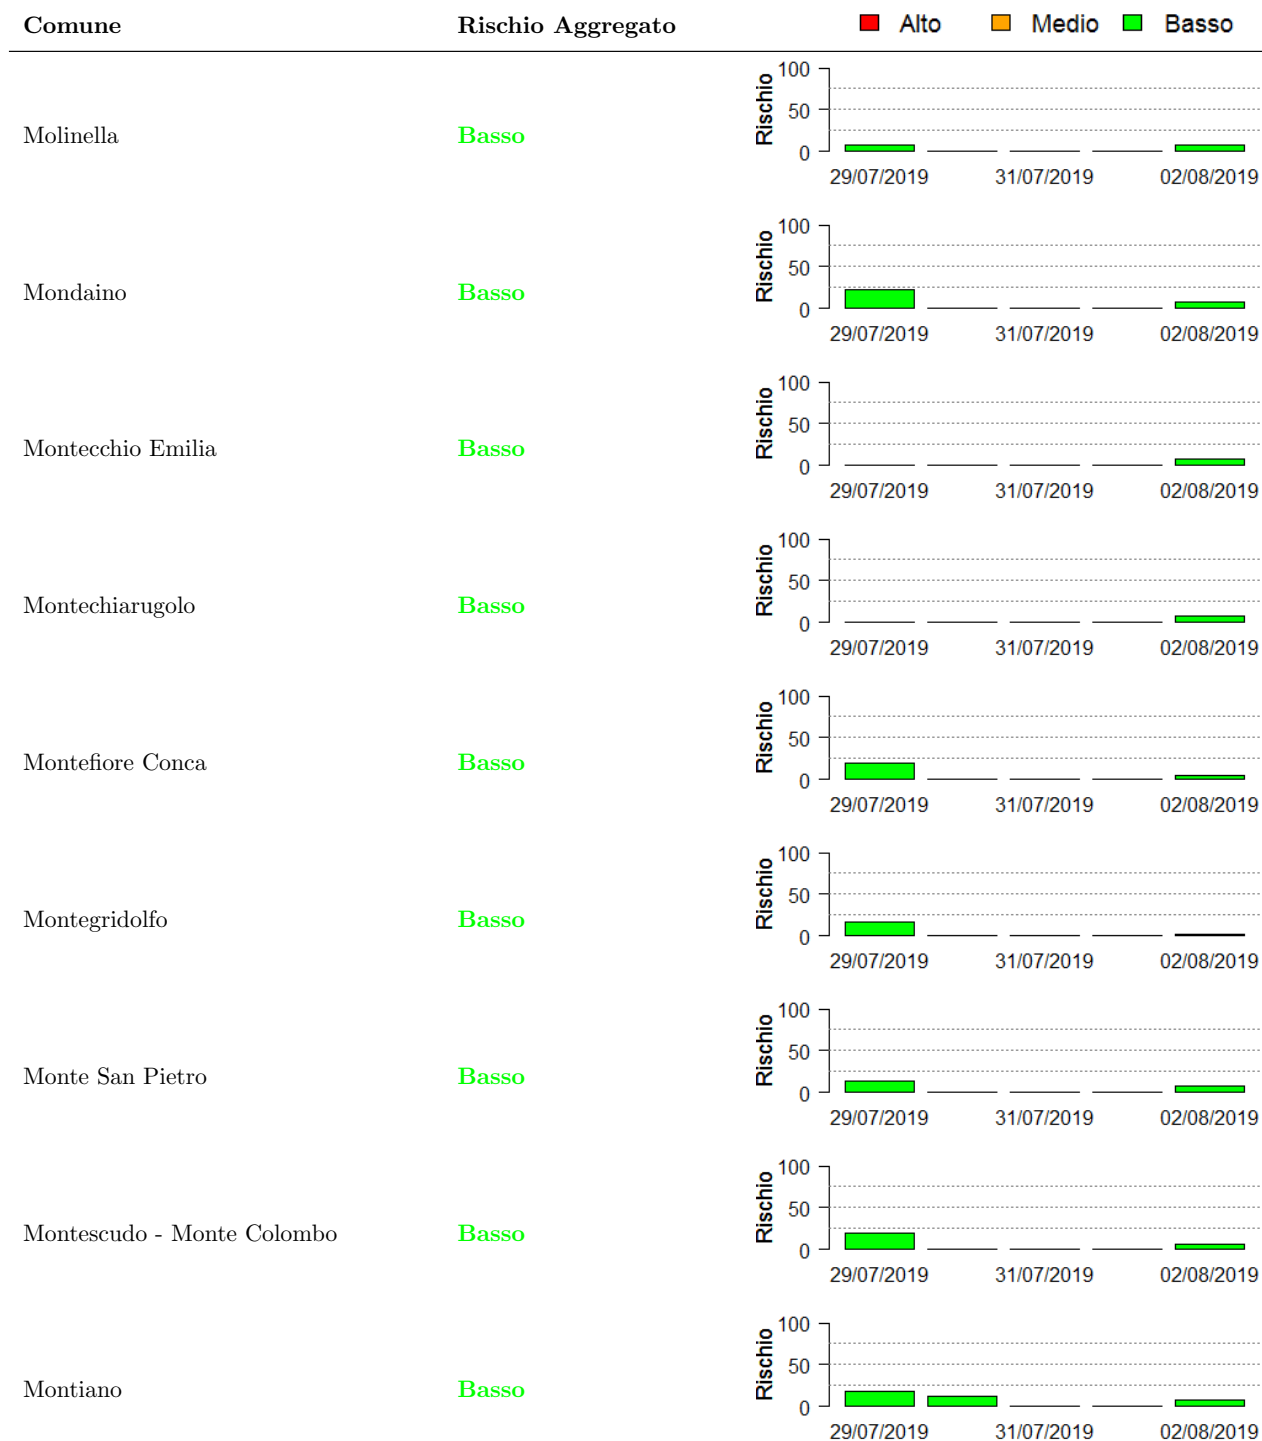 Comune Rischio Aggregato Alto Medio Basso
Molinella Basso
Rischio
100
50
0
29/07/2019 31/07/2019 02/08/2019
Mondaino Basso
Rischio
100
50
0
29/07/2019 31/07/2019 02/08/2019
Montecchio Emilia Basso
Rischio
100
50
0
29/07/2019 31/07/2019 02/08/2019
Montechiarugolo Basso
Rischio
100
50
0
29/07/2019 31/07/2019 02/08/2019
Montefiore Conca Basso
Rischio
100
50
0
29/07/2019 31/07/2019 02/08/2019
Montegridolfo Basso
Rischio
100
50
0
29/07/2019 31/07/2019 02/08/2019
Monte San Pietro Basso
Rischio
100
50
0
29/07/2019 31/07/2019 02/08/2019
Montescudo - Monte Colombo Basso
Rischio
100
50
0
29/07/2019 31/07/2019 02/08/2019
Montiano Basso
Rischio
100
50
0
29/07/2019 31/07/2019 02/08/2019